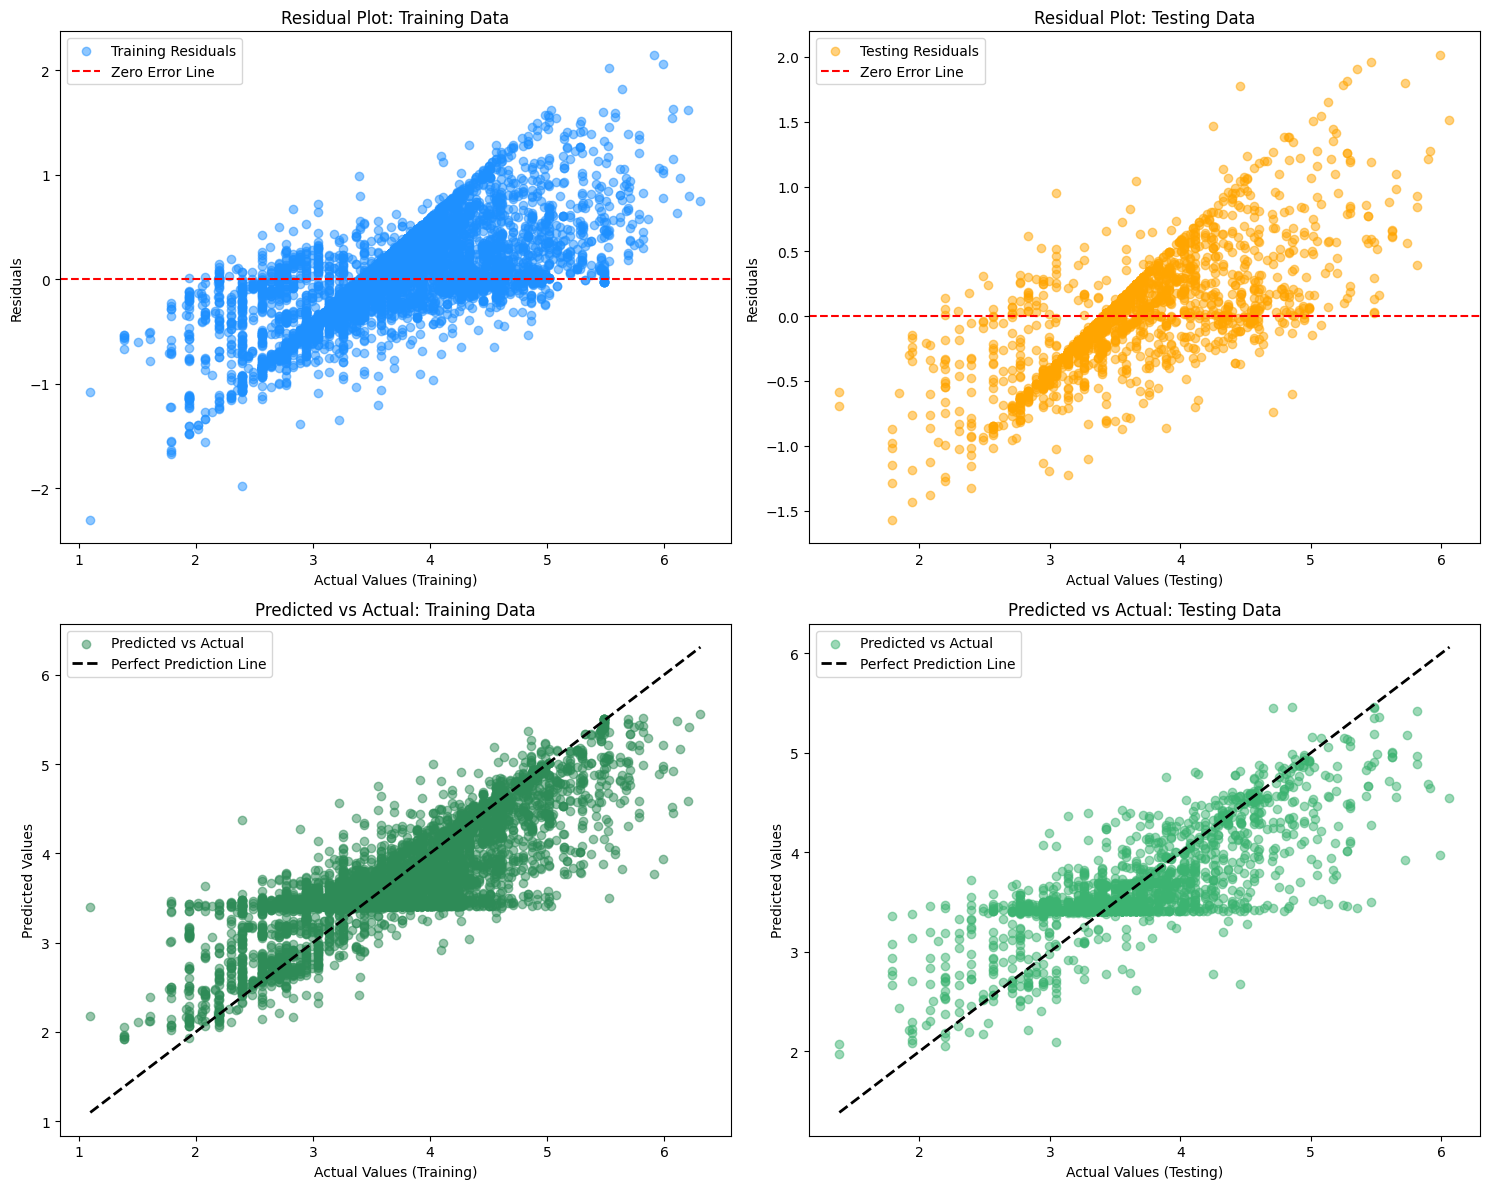 Residual Plot: Training Data
Training Residuals
Zero Error Line
Residuals
2
1
0
−1
−2
1 2 3 4 5 6
Actual Values (Training)
Residual Plot: Testing Data
Testing Residuals
Zero Error Line
Residuals
2.0
1.5
1.0
0.5
0.0
−0.5
−1.0
−1.5
2 3 4 5 6
Actual Values (Testing)
Predicted vs Actual: Training Data
Predicted vs Actual
Perfect Prediction Line
Predicted Values
6
5
4
3
2
1
1 2 3 4 5 6
Actual Values (Training)
Predicted vs Actual: Testing Data
Predicted vs Actual
Perfect Prediction Line
Predicted Values
6
5
4
3
2
2 3 4 5 6
Actual Values (Testing)